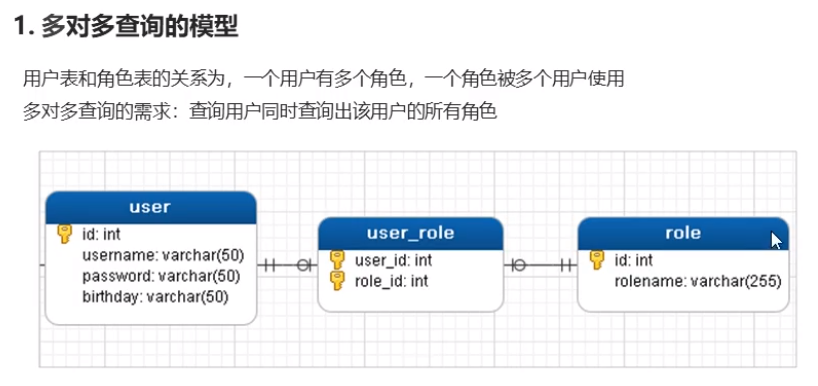 1. 多对多查询的模型
用户表和角色表的关系为，一个用户有多个角色，一个角色被多个用户使用
多对多查询的需求：查询用户同时查询出该用户的所有角色
user
id: int
username: varchar(50)
password: varchar(50)
birthday: varchar(50)
user_role
user_id: int
role_id: int
role
id: int
rolename: varchar(255)